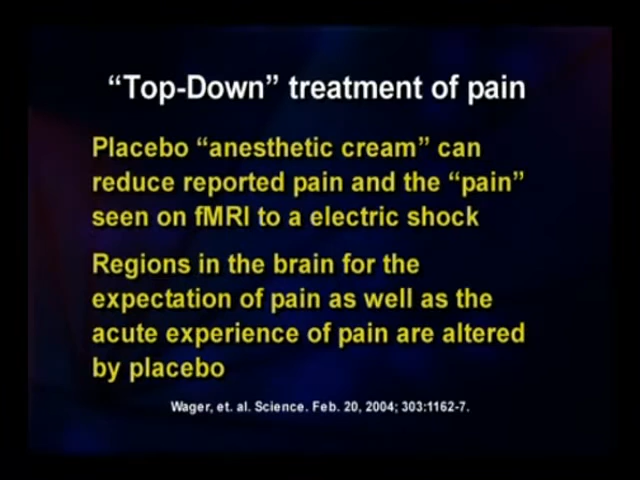 “Top-Down” treatment of pain
Placebo “anesthetic cream” can
reduce reported pain and the “pain”
seen on fMRI to a electric shock
Regions in the brain for the
expectation of pain as well as the
acute experience of pain are altered
by placebo
Wager, et. al. Science. Feb. 20, 2004; 303:1162-7.